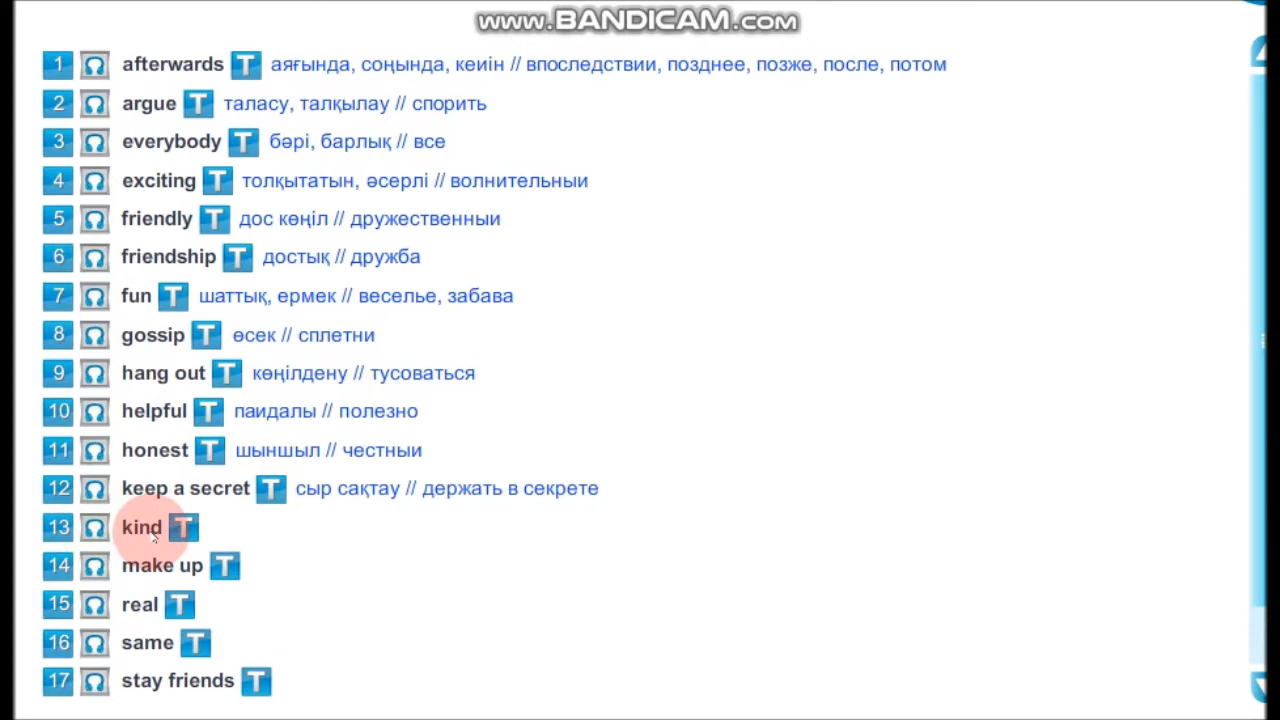 www.BANDICAM.com
1 afterwards T аяғында, соңында, кеиін // впоследствии, позднее, позже, после, потом
2 argue T таласу, талқылау // спорить
3 everybody T бәрі, барлық // все
4 exciting T толқытатын, әсерлі // волнительныи
5 friendly T дос көңіл // дружественныи
6 friendship T достық // дружба
7 fun T шаттық, ермек // веселье, забава
8 gossip T өсек // сплетни
9 hang out T көңілдену // тусоваться
10 helpful T паидалы // полезно
11 honest T шыншыл // честныи
12 keep a secret T сыр сақтау // держать в секрете
13 kind T
14 make up T
15 real T
16 same T
17 stay friends T